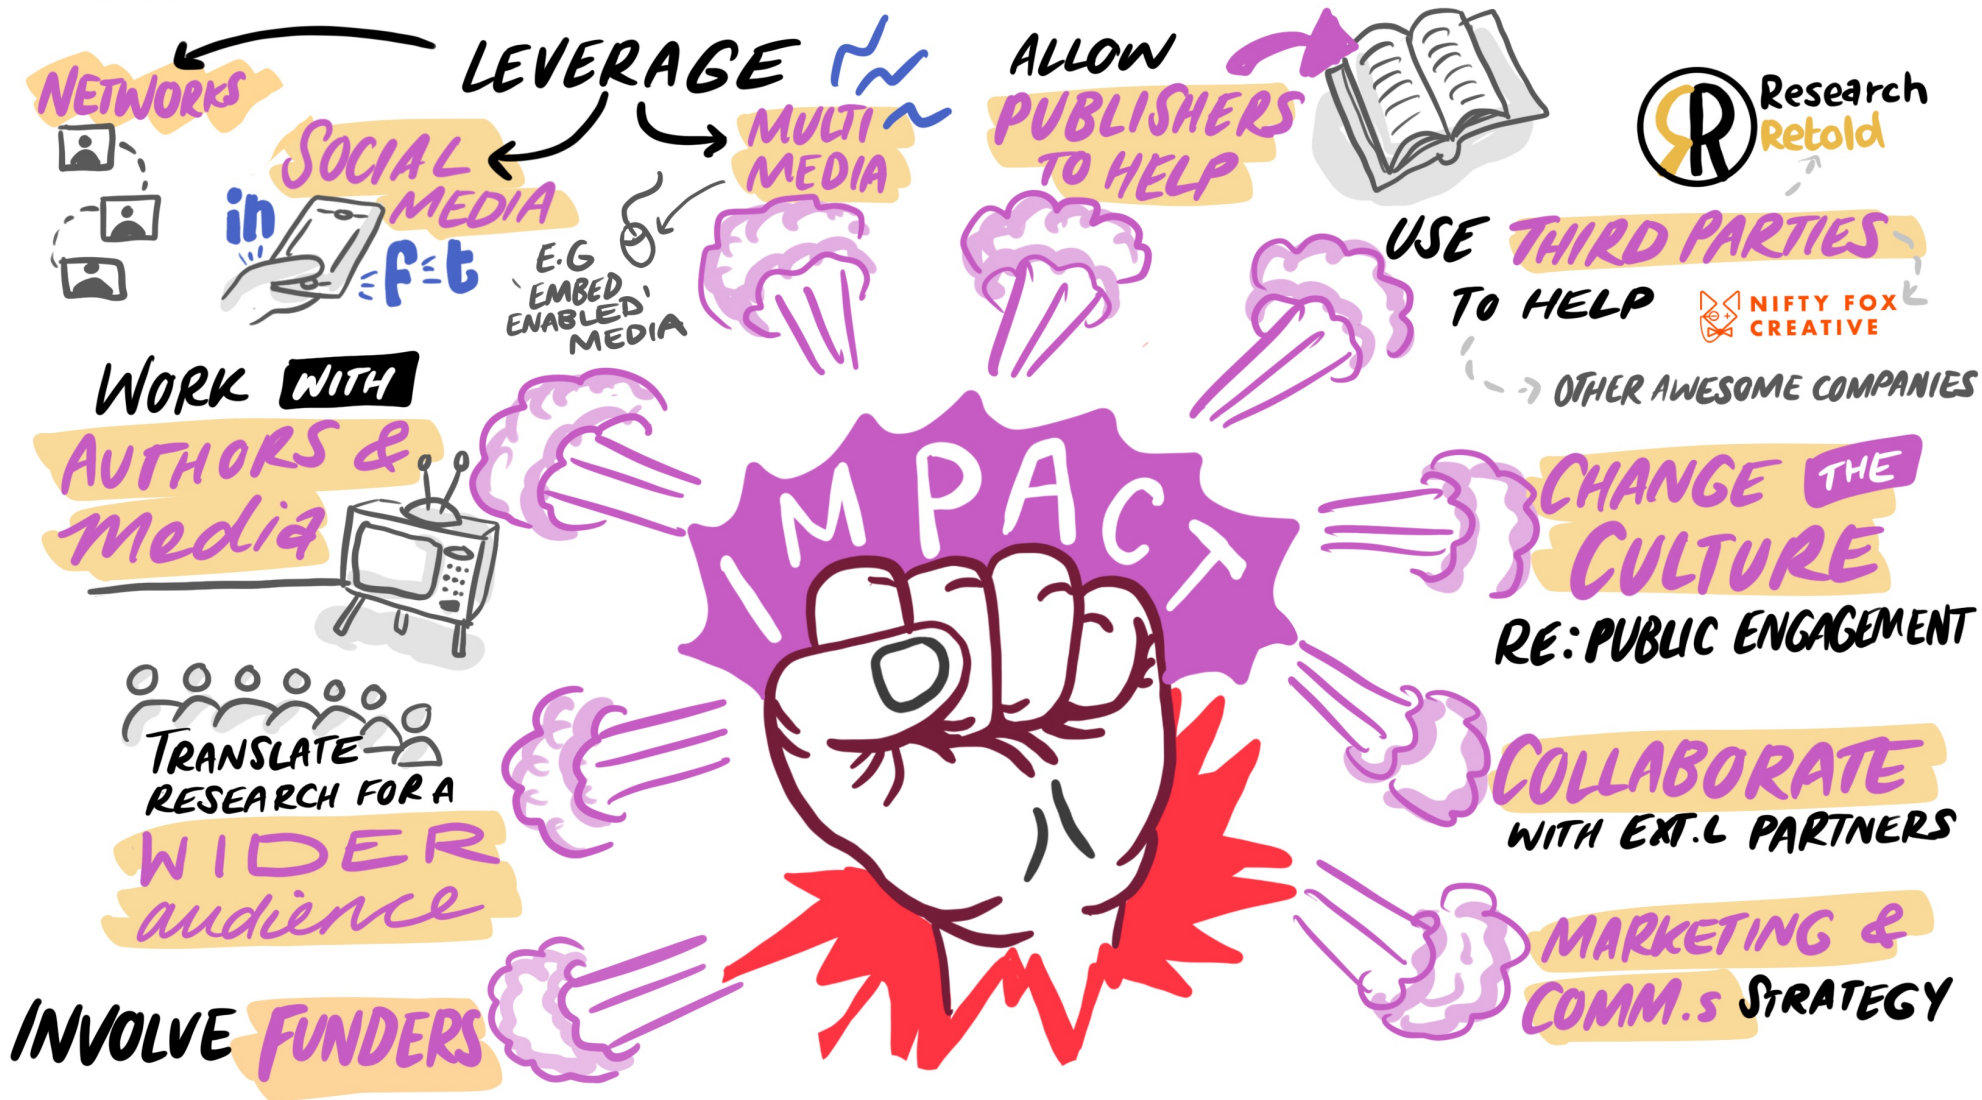 LEVERAGE
NETWORKS
SOCIAL
MEDIA
in
f
t
MULTI
MEDIA
E.G
'EMBED
ENABLED'
MEDIA
ALLOW
PUBLISHERS
TO HELP
R R
Research
Retold
USE THIRD PARTIES
TO HELP
NIFTY FOX
CREATIVE
OTHER AWESOME COMPANIES
WORK WITH
AUTHORS &
Media
IMPACT
CHANGE THE
CULTURE
RE: PUBLIC ENGAGEMENT
TRANSLATE
RESEARCH FOR A
WIDER
audience
COLLABORATE
WITH EXT.L PARTNERS
INVOLVE FUNDERS
MARKETING &
COMM.s STRATEGY